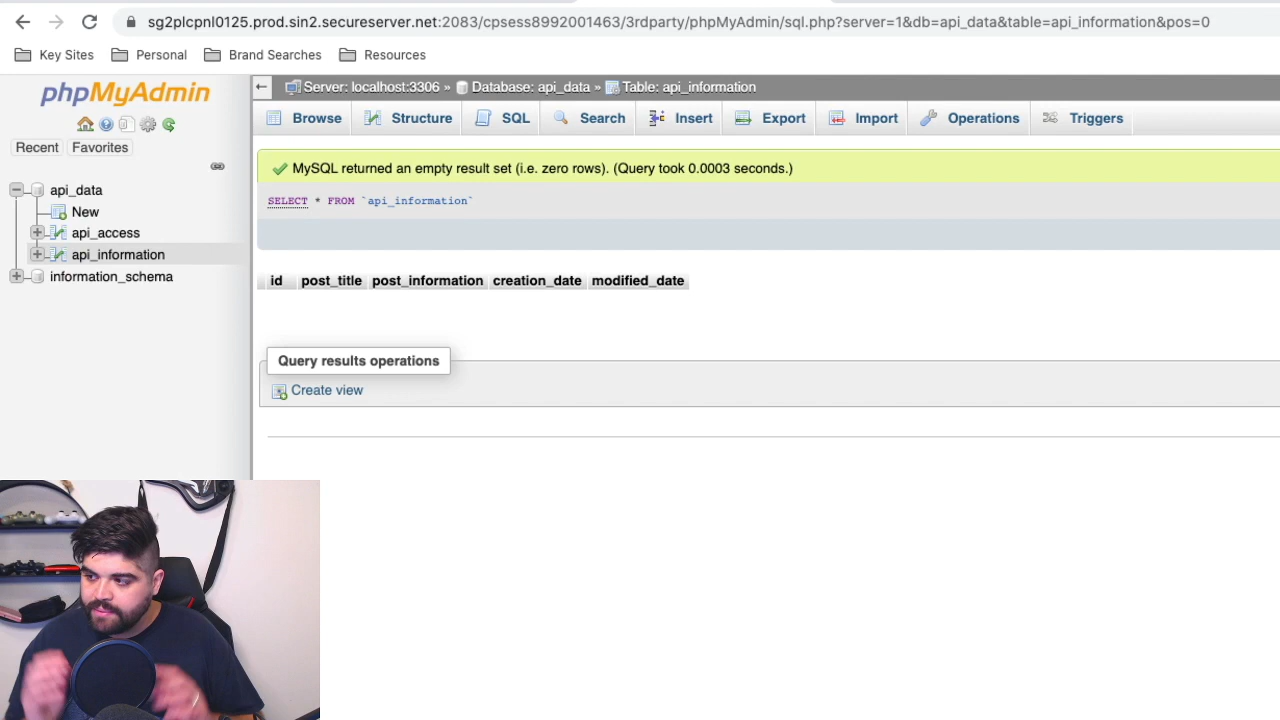 sg2plcpnl0125.prod.sin2.secureserver.net:2083/cpsess8992001463/3rdparty/phpMyAdmin/sql.php?server=1&db=api_data&table=api_information&pos=0
Key Sites Personal Brand Searches Resources
phpMyAdmin
Server: localhost:3306 » Database: api_data » Table: api_information
Browse Structure SQL Search Insert Export Import Operations Triggers
Recent Favorites
MySQL returned an empty result set (i.e. zero rows). (Query took 0.0003 seconds.)
SELECT * FROM `api_information`
api_data
New
api_access
api_information
information_schema
id post_title post_information creation_date modified_date
Query results operations
Create view